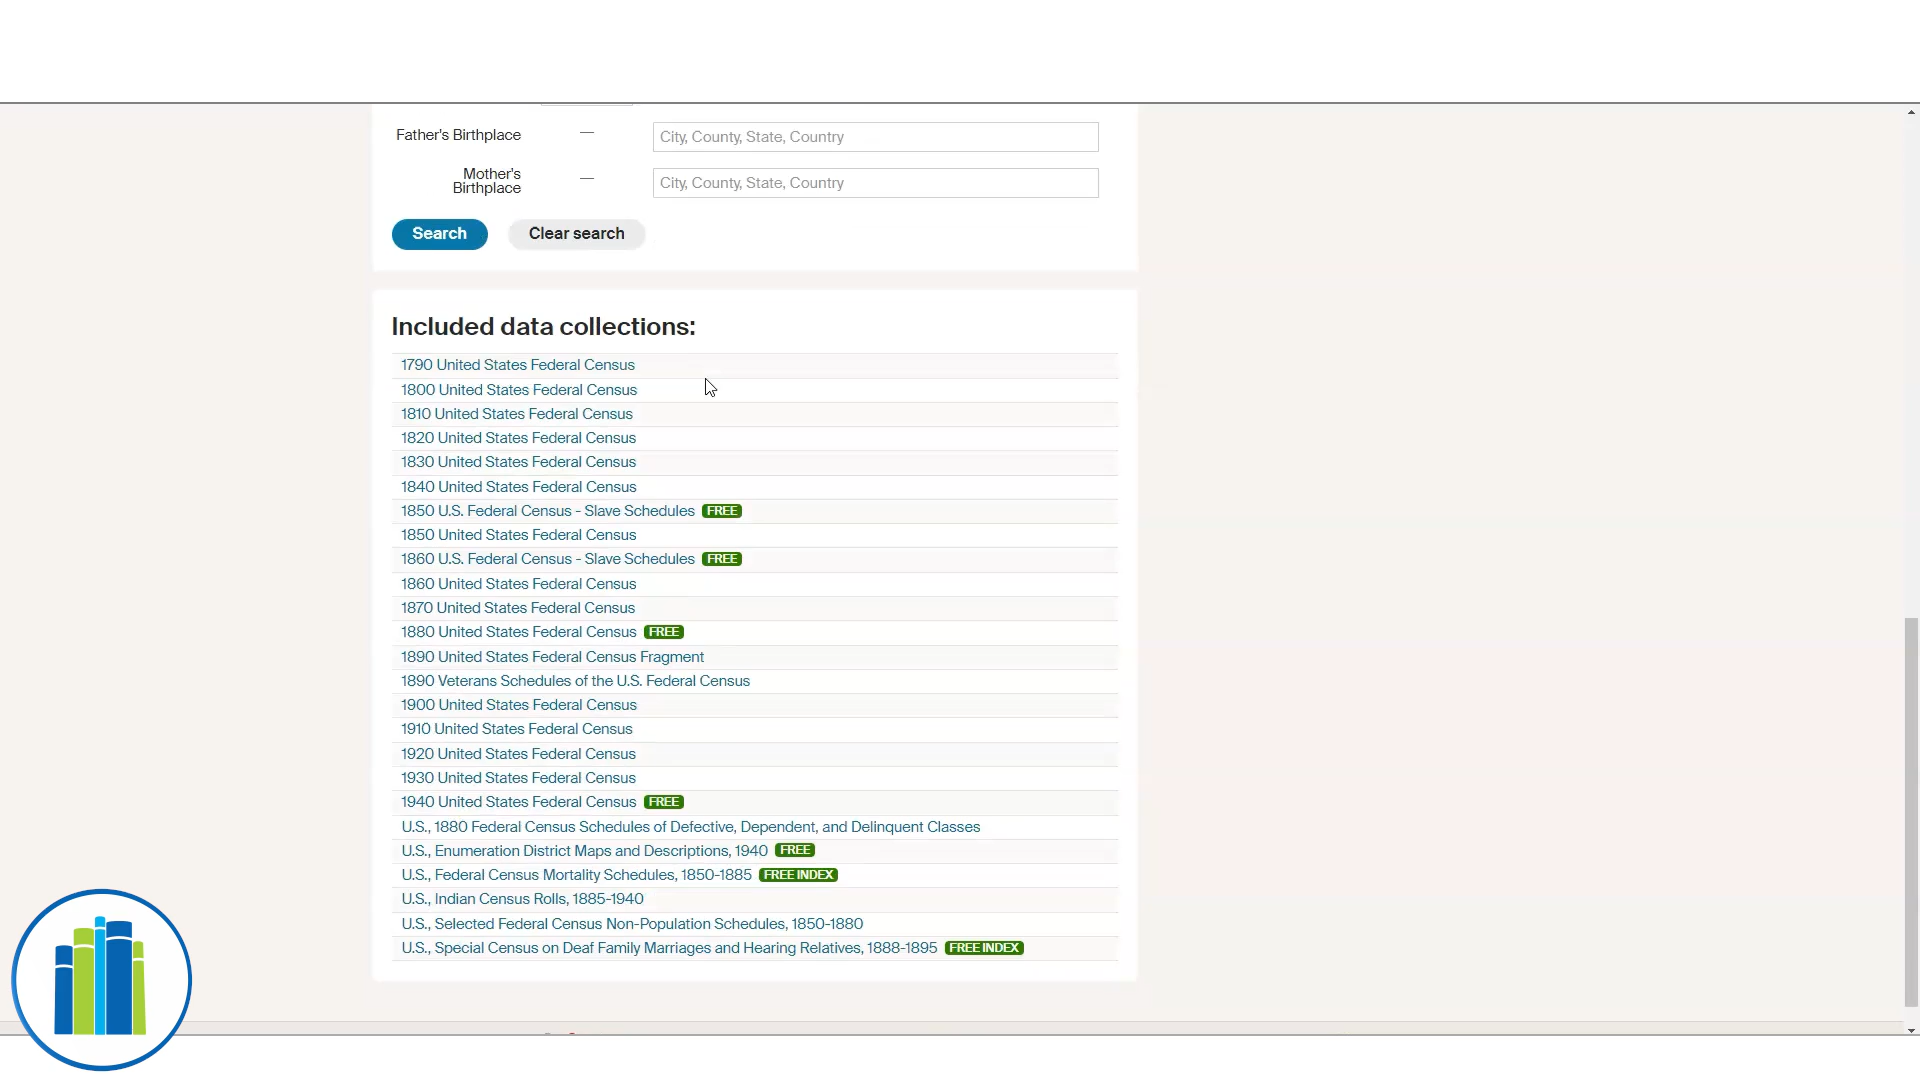 Father's Birthplace — City, County, State, Country
Mother's
Birthplace — City, County, State, Country
Search Clear search
Included data collections:
1790 United States Federal Census
1800 United States Federal Census
1810 United States Federal Census
1820 United States Federal Census
1830 United States Federal Census
1840 United States Federal Census
1850 U.S. Federal Census - Slave Schedules FREE
1850 United States Federal Census
1860 U.S. Federal Census - Slave Schedules FREE
1860 United States Federal Census
1870 United States Federal Census
1880 United States Federal Census FREE
1890 United States Federal Census Fragment
1890 Veterans Schedules of the U.S. Federal Census
1900 United States Federal Census
1910 United States Federal Census
1920 United States Federal Census
1930 United States Federal Census
1940 United States Federal Census FREE
U.S., 1880 Federal Census Schedules of Defective, Dependent, and Delinquent Classes
U.S., Enumeration District Maps and Descriptions, 1940 FREE
U.S., Federal Census Mortality Schedules, 1850-1885 FREE INDEX
U.S., Indian Census Rolls, 1885-1940
U.S., Selected Federal Census Non-Population Schedules, 1850-1880
U.S., Special Census on Deaf Family Marriages and Hearing Relatives, 1888-1895 FREE INDEX